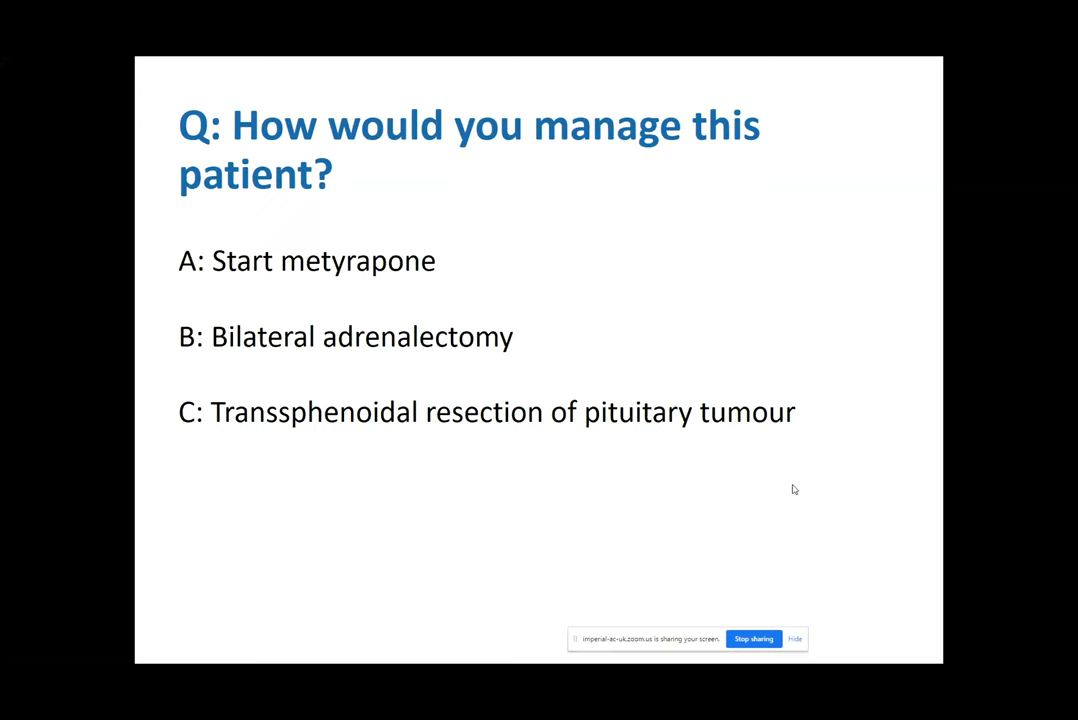 Q: How would you manage this
patient?
A: Start metyrapone
B: Bilateral adrenalectomy
C: Transsphenoidal resection of pituitary tumour
imperial-ac-uk.zoom.us is sharing your screen. Stop sharing Hide